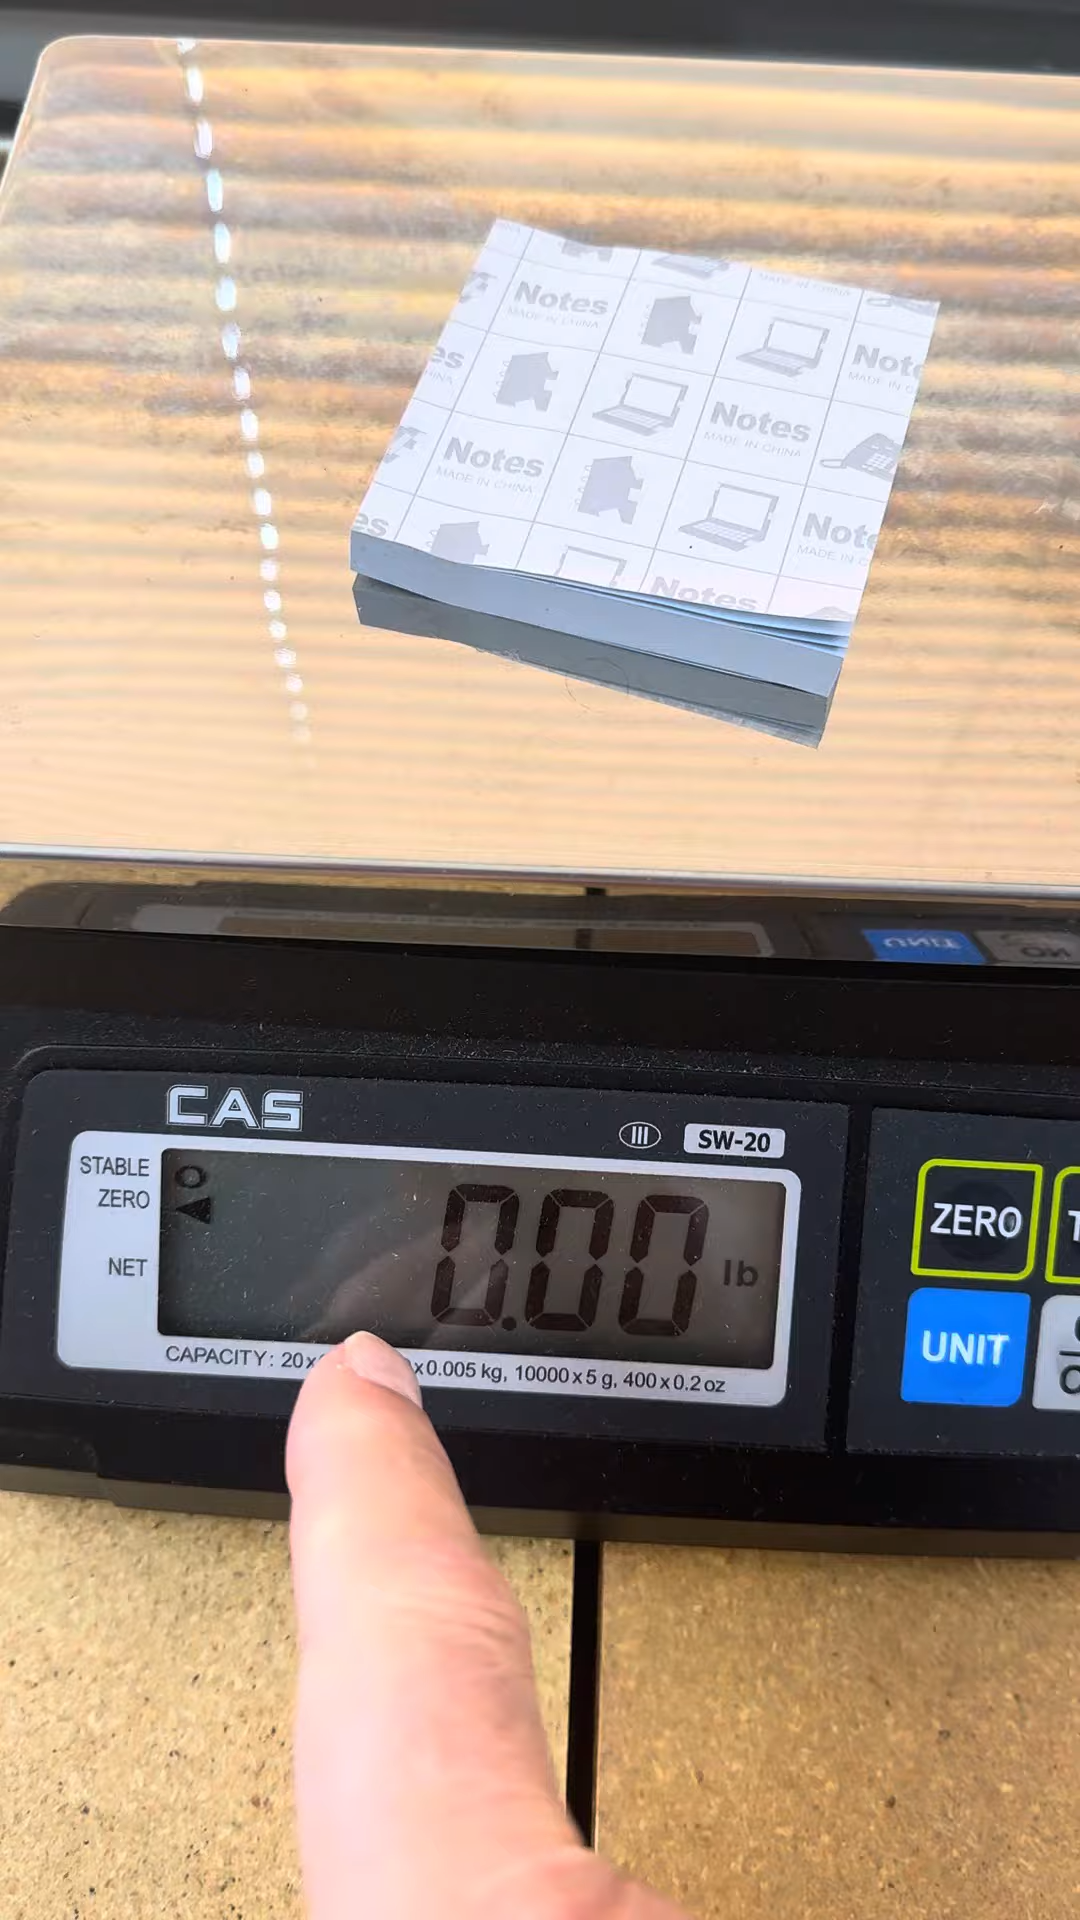 Notes
MADE IN CHINA
Notes
MADE IN CHINA
Notes
MADE IN CHINA
Notes
CAS
III
SW-20
STABLE
ZERO
NET
0.00 lb
CAPACITY: 20x
x0.005 kg, 10000x5 g, 400x0.2 oz
ZERO
UNIT